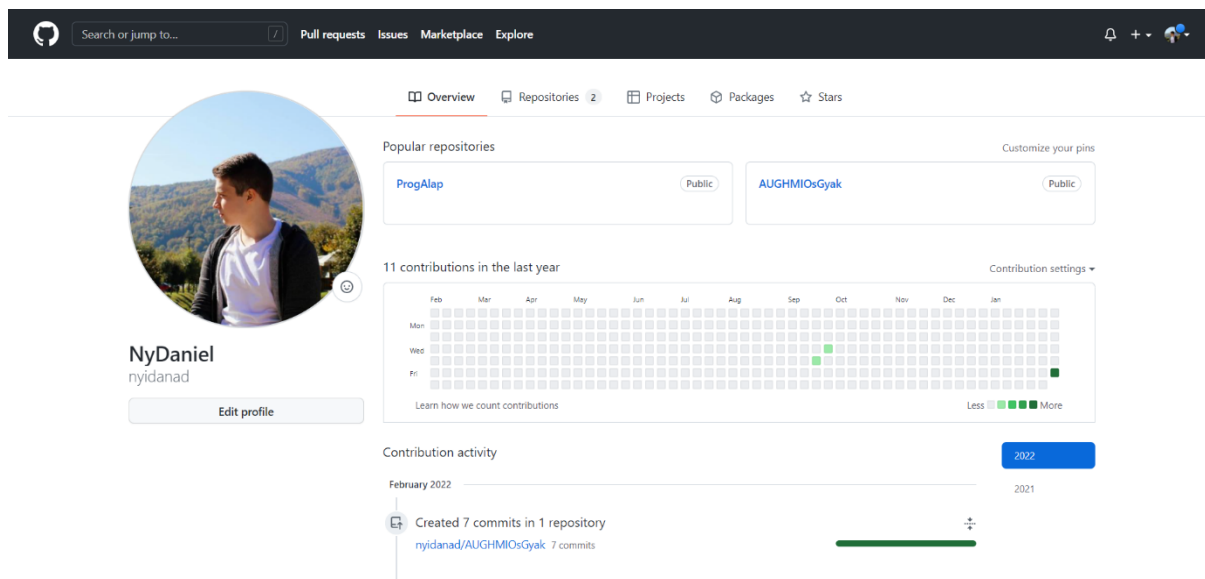 Search or jump to... /
Pull requests Issues Marketplace Explore
Overview Repositories 2 Projects Packages Stars
Popular repositories Customize your pins
ProgAlap Public AUGHMIOsGyak Public
11 contributions in the last year Contribution settings
Feb Mar Apr May Jun Jul Aug Sep Oct Nov Dec Jan
Mon
Wed
Fri
Learn how we count contributions Less More
NyDaniel
nyidanad
Edit profile
Contribution activity
2022
2021
February 2022
Created 7 commits in 1 repository
nyidanad/AUGHMIOsGyak 7 commits